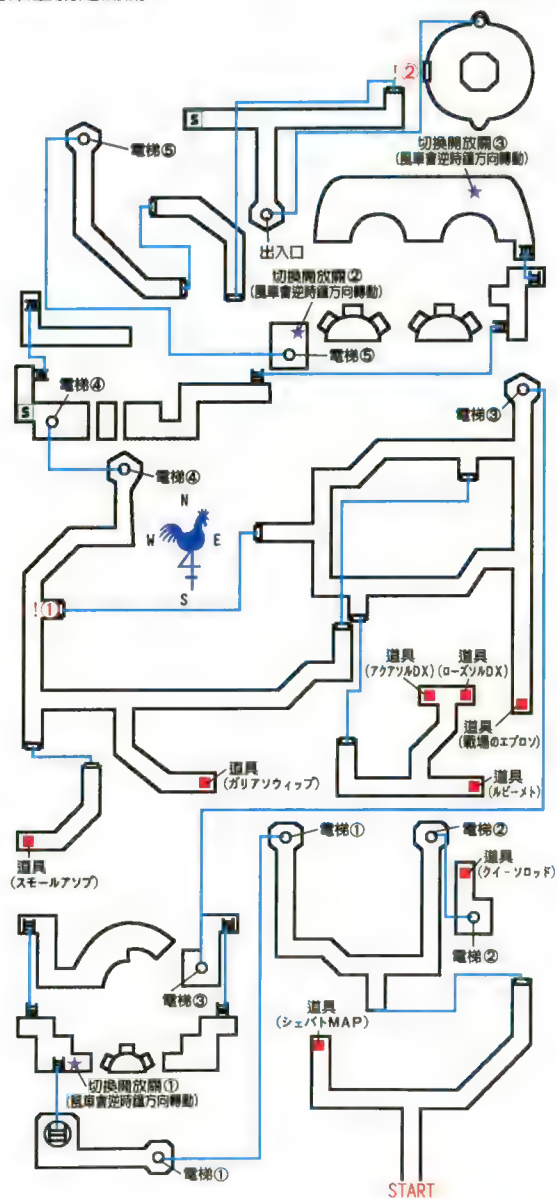 !②
S
電梯⑤
切換開放關③
(風車會逆時鐘方向轉動)
出入口
切換開放關②
(風車會逆時鐘方向轉動)
電梯⑤
電梯④
S
電梯③
電梯④
N
W E
S
!①
道具
(アクアソルDX)
道具
(ローズソルDX)
道具
(戰場のエプロソ)
道具
(ガリアソウィップ)
道具
(ルビーメト)
道具
(スモールアソブ)
電梯①
電梯②
道具
(クイーソロッド)
電梯②
電梯③
道具
(シェバトMAP)
切換開放關①
(風車會逆時鐘方向轉動)
電梯①
START